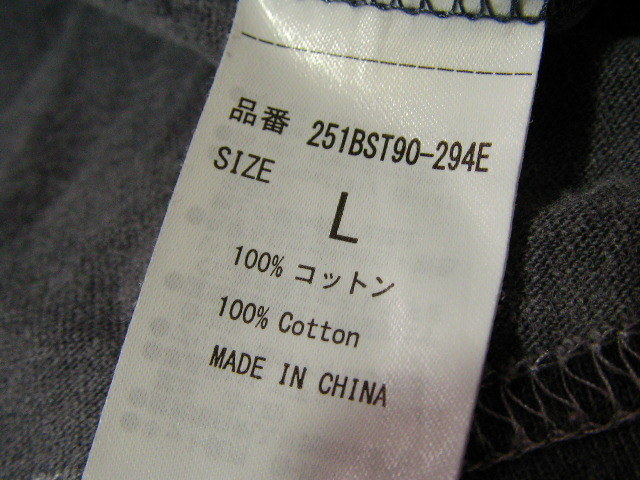 品番 251BST90-294E
SIZE
L
100% コットン
100% Cotton
MADE IN CHINA